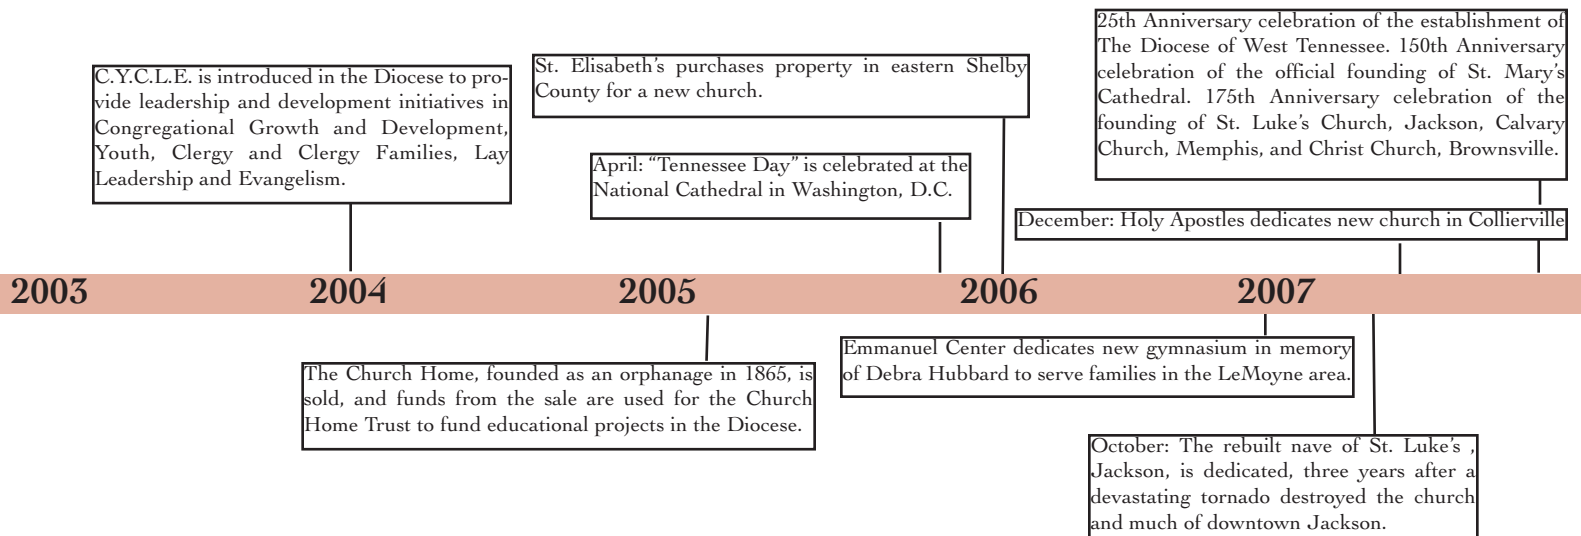 C.Y.C.L.E. is introduced in the Diocese to pro-
vide leadership and development initiatives in
Congregational Growth and Development,
Youth, Clergy and Clergy Families, Lay
Leadership and Evangelism.
St. Elisabeth's purchases property in eastern Shelby
County for a new church.
April: “Tennessee Day” is celebrated at the
National Cathedral in Washington, D.C.
25th Anniversary celebration of the establishment of
The Diocese of West Tennessee. 150th Anniversary
celebration of the official founding of St. Mary's
Cathedral. 175th Anniversary celebration of the
founding of St. Luke's Church, Jackson, Calvary
Church, Memphis, and Christ Church, Brownsville.
December: Holy Apostles dedicates new church in Collierville
2003 2004 2005 2006 2007
The Church Home, founded as an orphanage in 1865, is
sold, and funds from the sale are used for the Church
Home Trust to fund educational projects in the Diocese.
Emmanuel Center dedicates new gymnasium in memory
of Debra Hubbard to serve families in the LeMoyne area.
October: The rebuilt nave of St. Luke's ,
Jackson, is dedicated, three years after a
devastating tornado destroyed the church
and much of downtown Jackson.